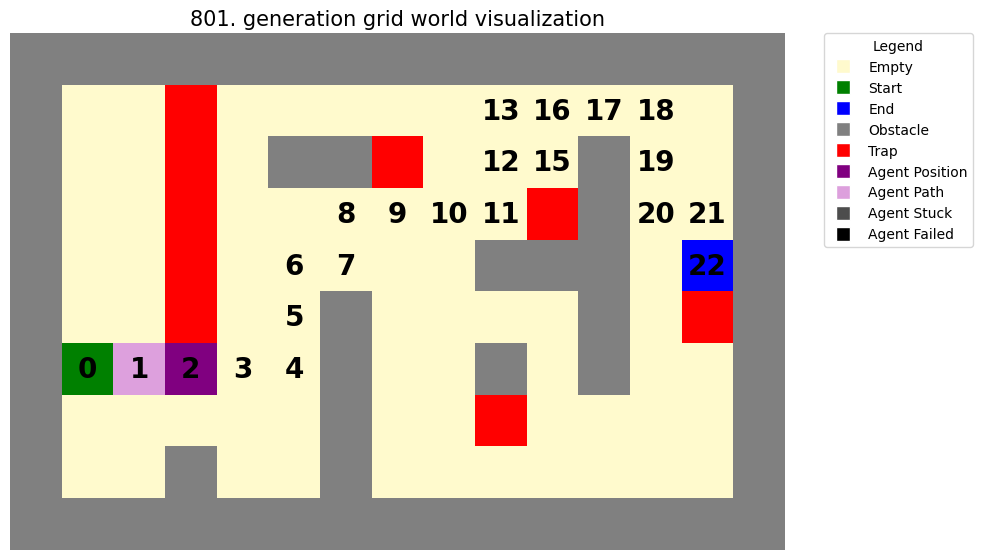 801. generation grid world visualization
13 16 17 18
12 15 19
8 9 10 11 20 21
6 7 22
5
0 1 2 3 4
Legend
Empty
Start
End
Obstacle
Trap
Agent Position
Agent Path
Agent Stuck
Agent Failed